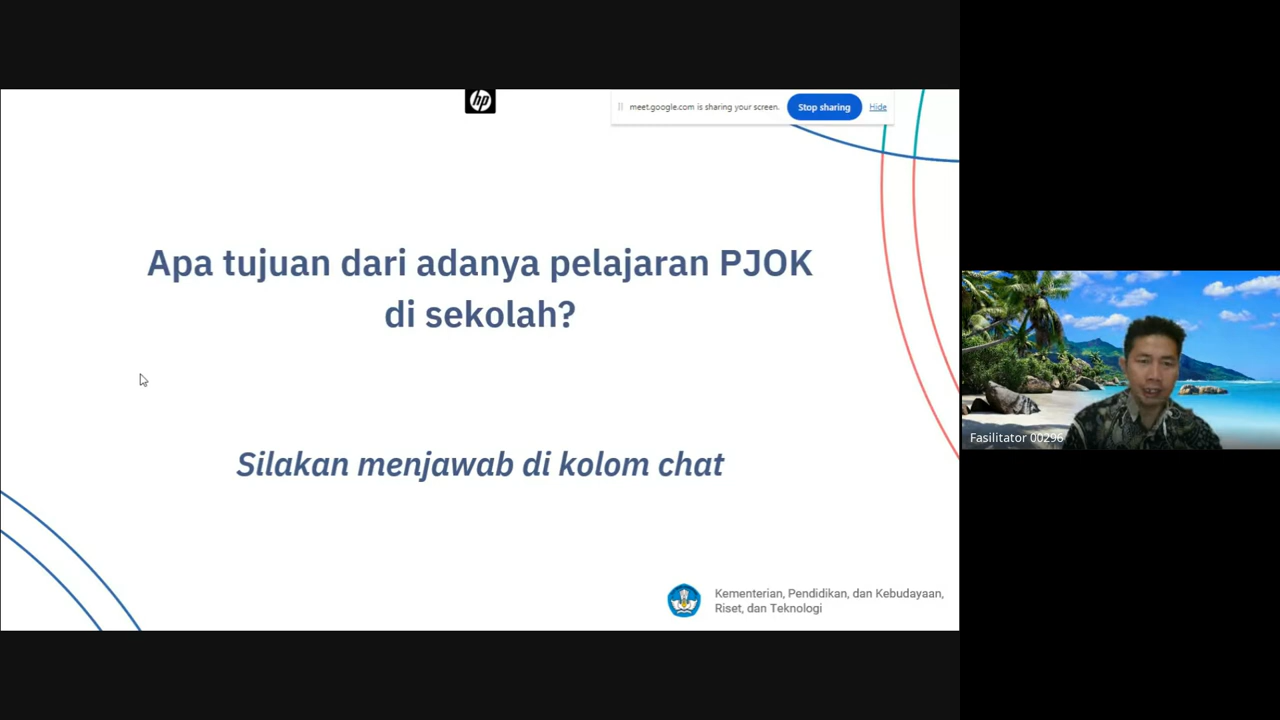 hp
meet.google.com is sharing your screen.
Stop sharing
Hide
Apa tujuan dari adanya pelajaran PJOK
di sekolah?
Silakan menjawab di kolom chat
Kementerian, Pendidikan, dan Kebudayaan,
Riset, dan Teknologi
Fasilitator 00296